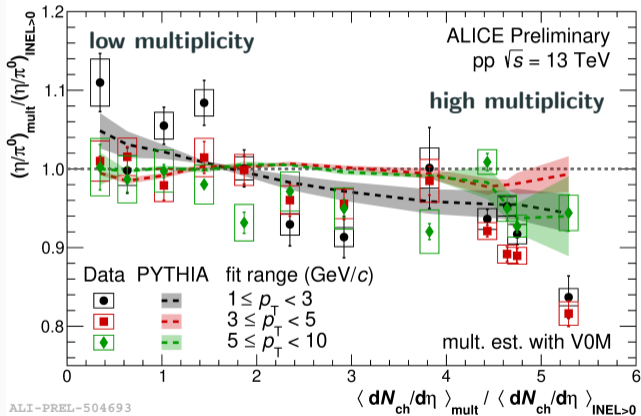 1.2
1.1
1.0
0.9
0.8
(η/π⁰)mult/(η/π⁰)INEL>0
low multiplicity
ALICE Preliminary
pp √s = 13 TeV
high multiplicity
Data PYTHIA fit range (GeV/c)
1 ≤ pT < 3
3 ≤ pT < 5
5 ≤ pT < 10
mult. est. with V0M
0 1 2 3 4 5 6
⟨ dNch/dη ⟩mult / ⟨ dNch/dη ⟩INEL>0
ALI-PREL-504693